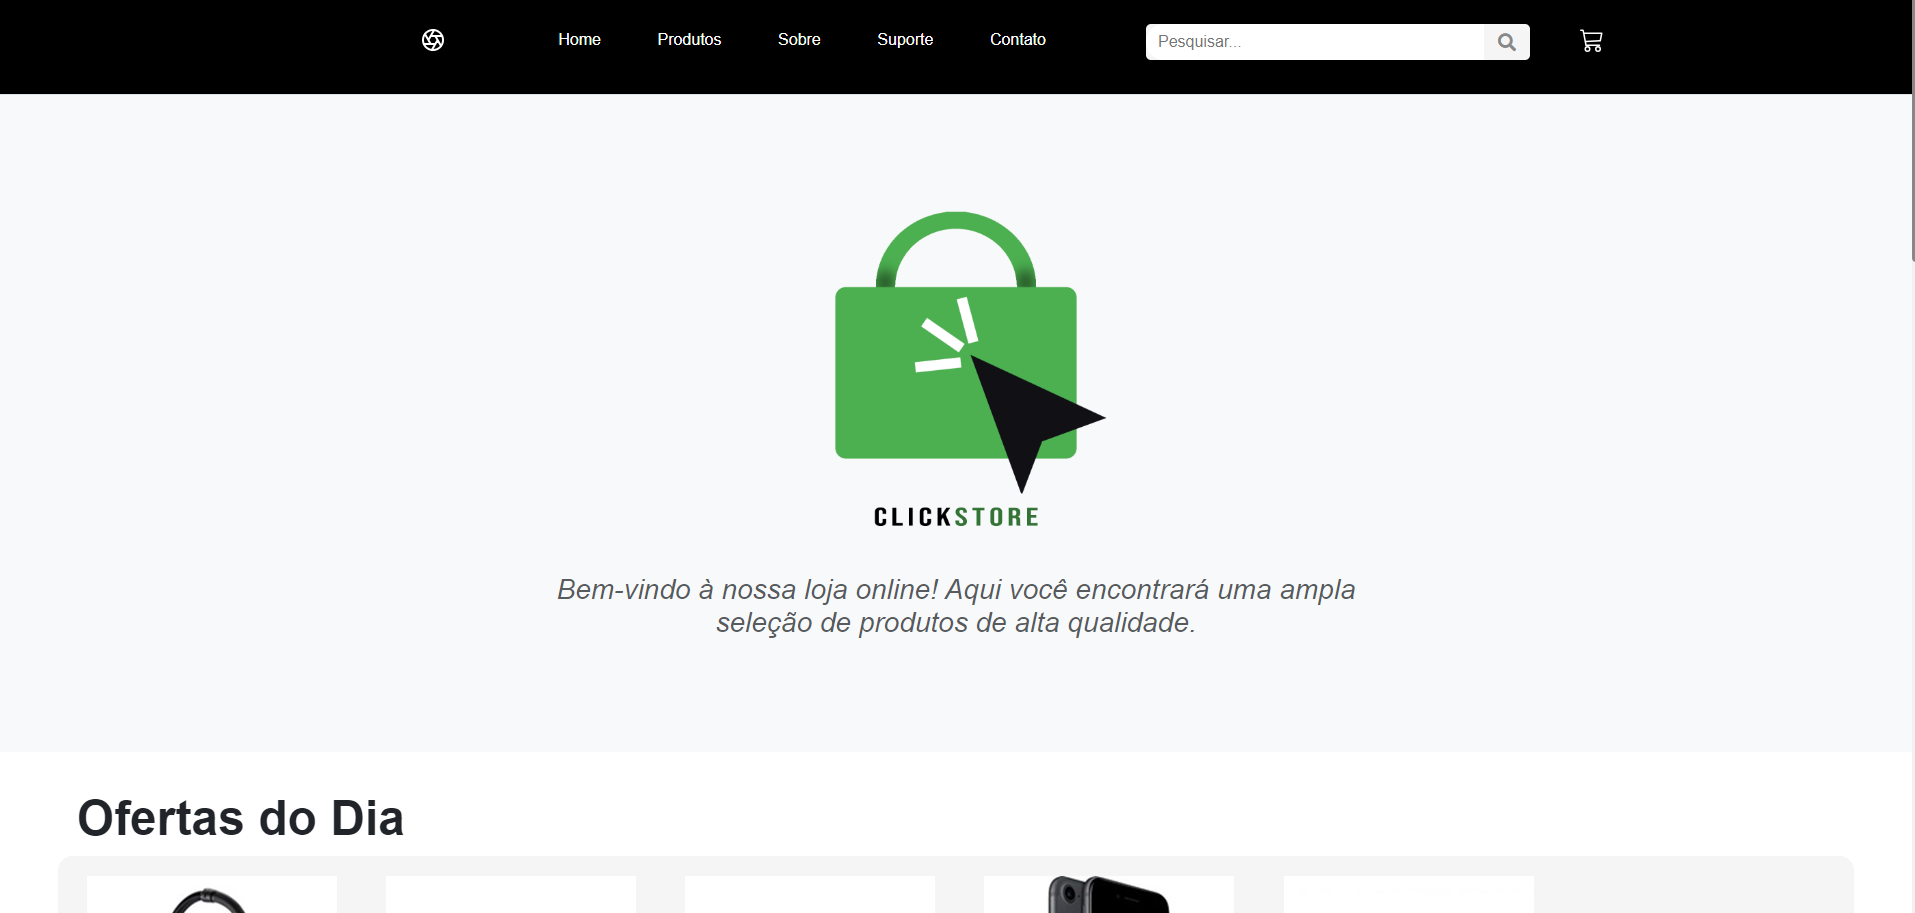 Home Produtos Sobre Suporte Contato Pesquisar...
CLICKSTORE
Bem-vindo à nossa loja online! Aqui você encontrará uma ampla
seleção de produtos de alta qualidade.
Ofertas do Dia